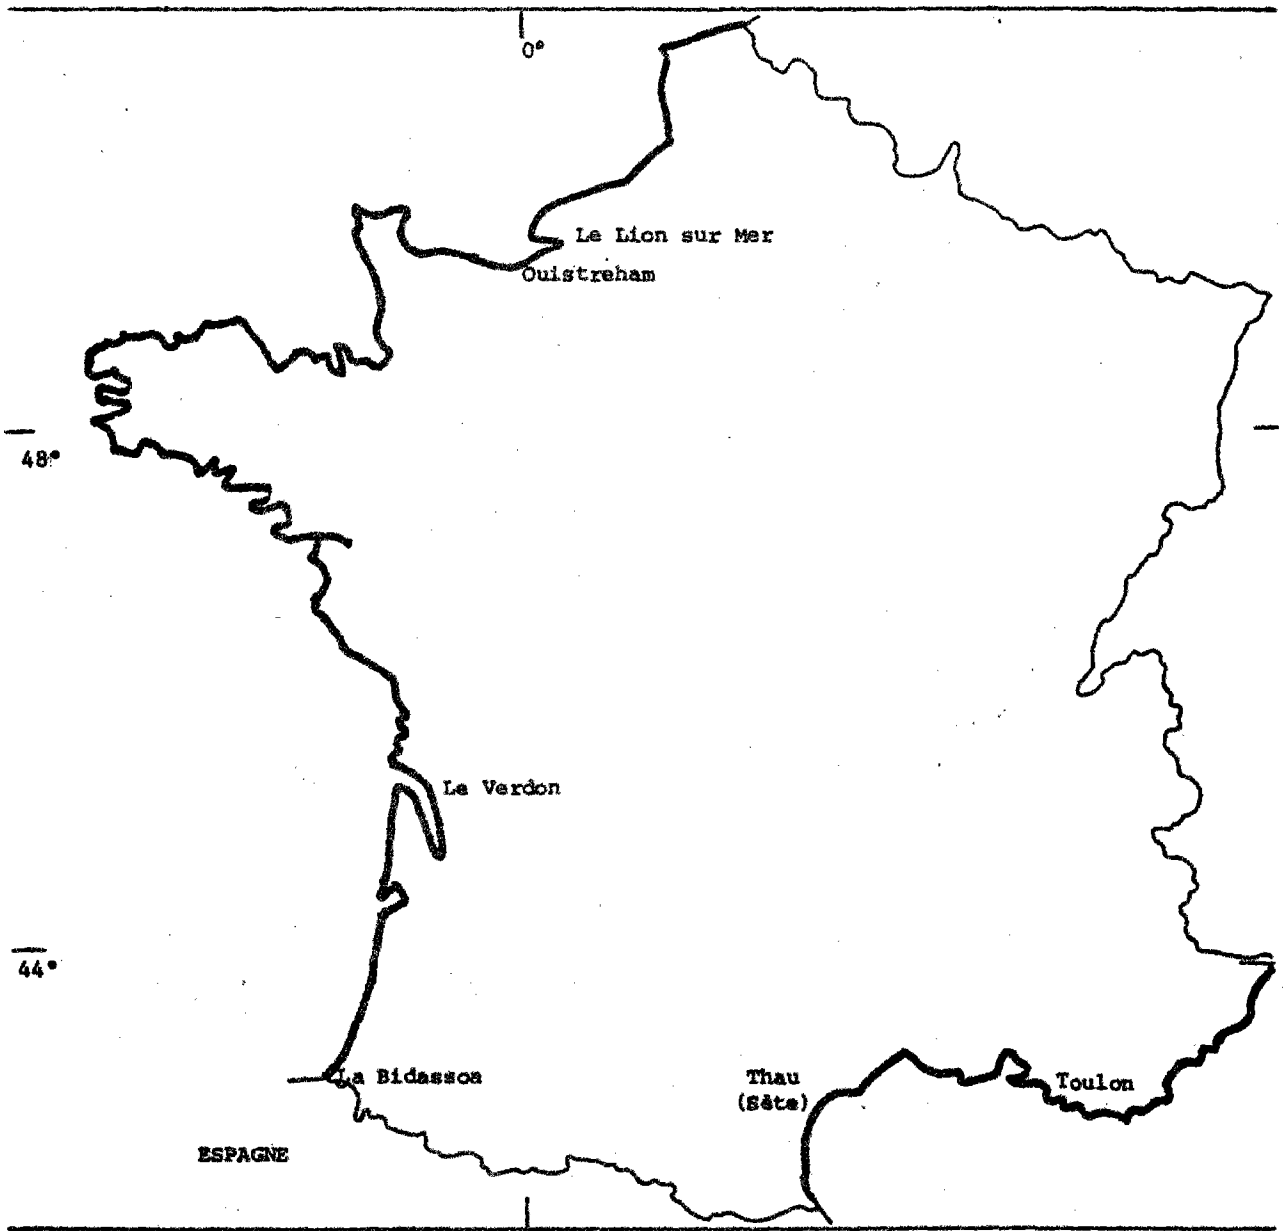 0°
Le Lion sur Mer
Ouistreham
48°
Le Verdon
44°
La Bidassoa
Thau
(Sète)
Toulon
ESPAGNE